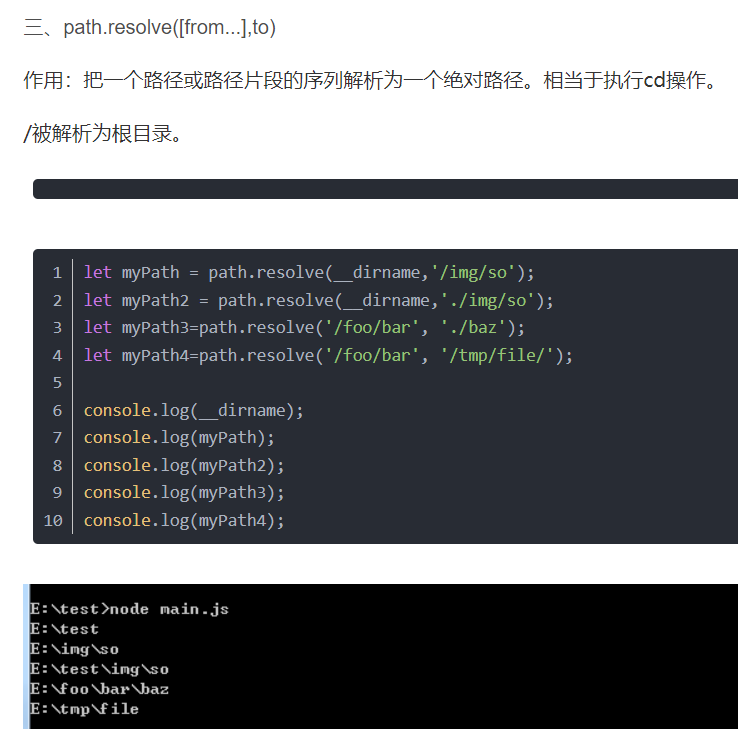 三、path.resolve([from...],to)
作用：把一个路径或路径片段的序列解析为一个绝对路径。相当于执行cd操作。
/被解析为根目录。
1 let myPath = path.resolve(__dirname,'/img/so');
2 let myPath2 = path.resolve(__dirname,'./img/so');
3 let myPath3=path.resolve('/foo/bar', './baz');
4 let myPath4=path.resolve('/foo/bar', '/tmp/file/');
5
6 console.log(__dirname);
7 console.log(myPath);
8 console.log(myPath2);
9 console.log(myPath3);
10 console.log(myPath4);
E:\test>node main.js
E:\test
E:\img\so
E:\test\img\so
E:\foo\bar\baz
E:\tmp\file